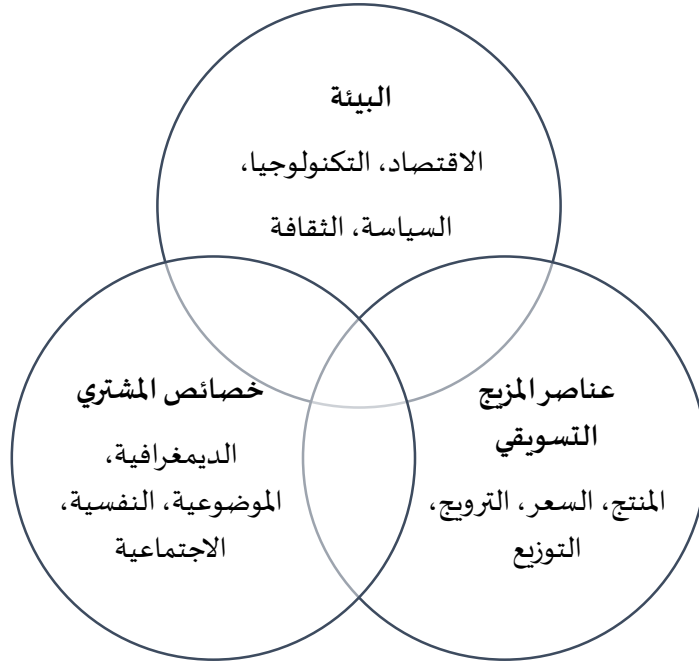 البيئة
الاقتصاد، التكنولوجيا،
السياسة، الثقافة
عناصر المزيج
التسويقي
المنتج، السعر، الترويج،
التوزيع
خصائص المشتري
الديمغرافية،
الموضوعية، النفسية،
الاجتماعية